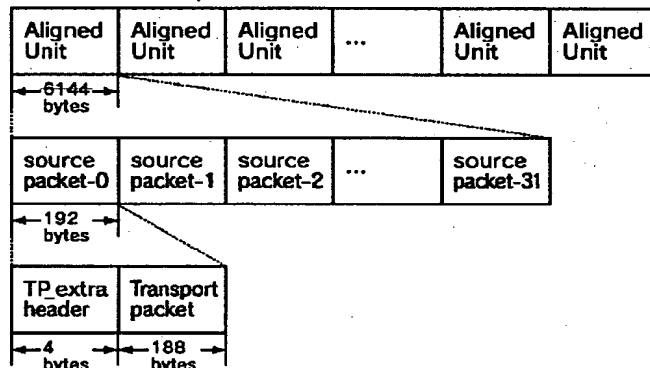 Aligned Unit
Aligned Unit
Aligned Unit
...
Aligned Unit
Aligned Unit
6144 bytes
source packet-0
source packet-1
source packet-2
...
source packet-31
192 bytes
TP_extra header
Transport packet
4 bytes
188 bytes